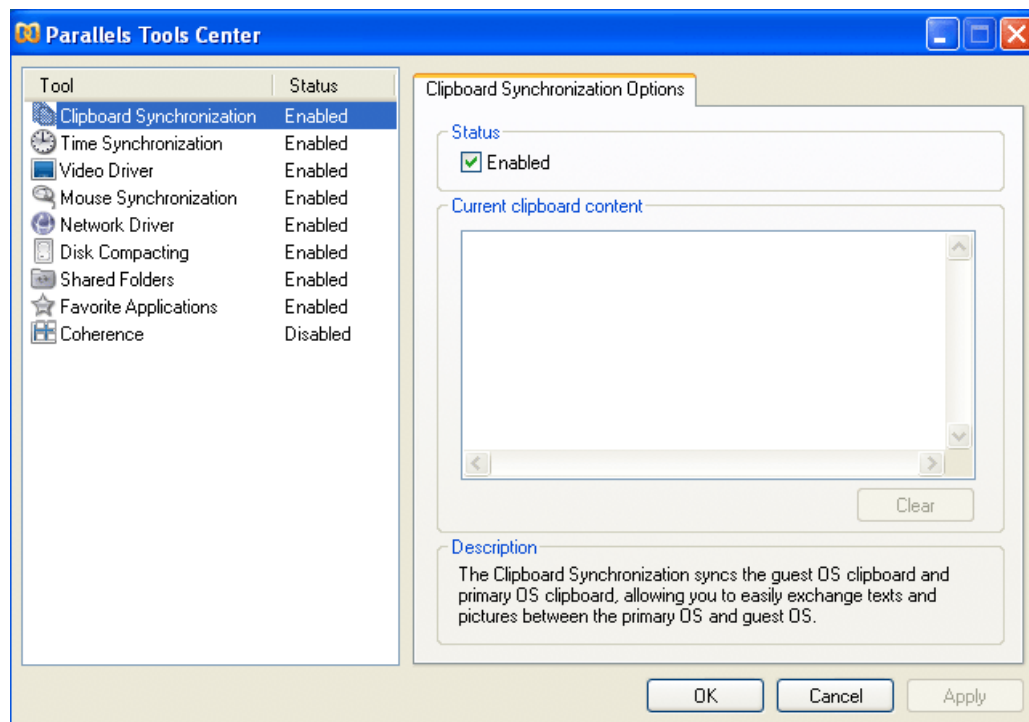 Parallels Tools Center
Tool Status
Clipboard Synchronization Enabled
Time Synchronization Enabled
Video Driver Enabled
Mouse Synchronization Enabled
Network Driver Enabled
Disk Compacting Enabled
Shared Folders Enabled
Favorite Applications Enabled
Coherence Disabled
Clipboard Synchronization Options
Status
Enabled
Current clipboard content
Clear
Description
The Clipboard Synchronization syncs the guest OS clipboard and
primary OS clipboard, allowing you to easily exchange texts and
pictures between the primary OS and guest OS.
OK Cancel Apply